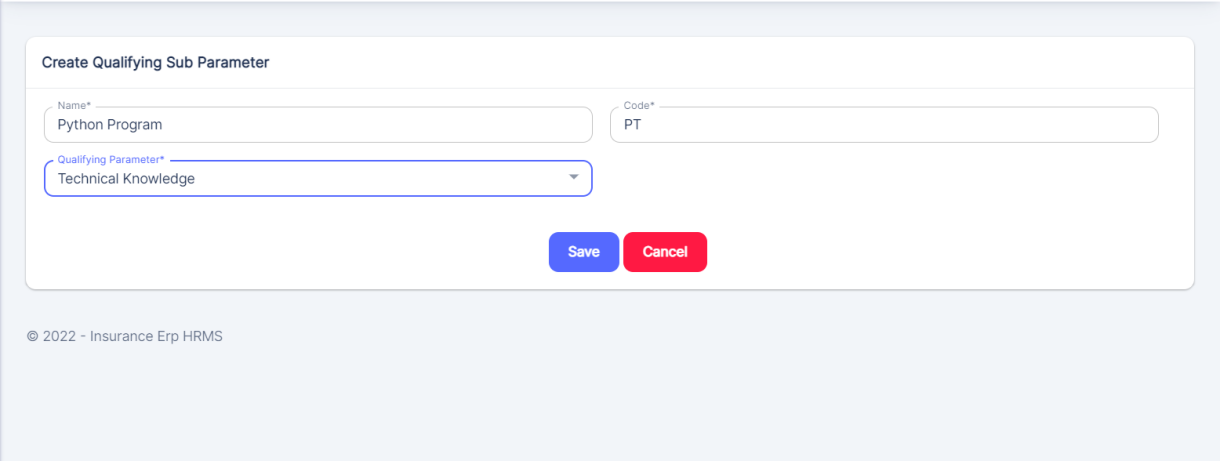 Create Qualifying Sub Parameter
Name* Code*
Python Program PT
Qualifying Parameter*
Technical Knowledge
Save Cancel
© 2022 - Insurance Erp HRMS